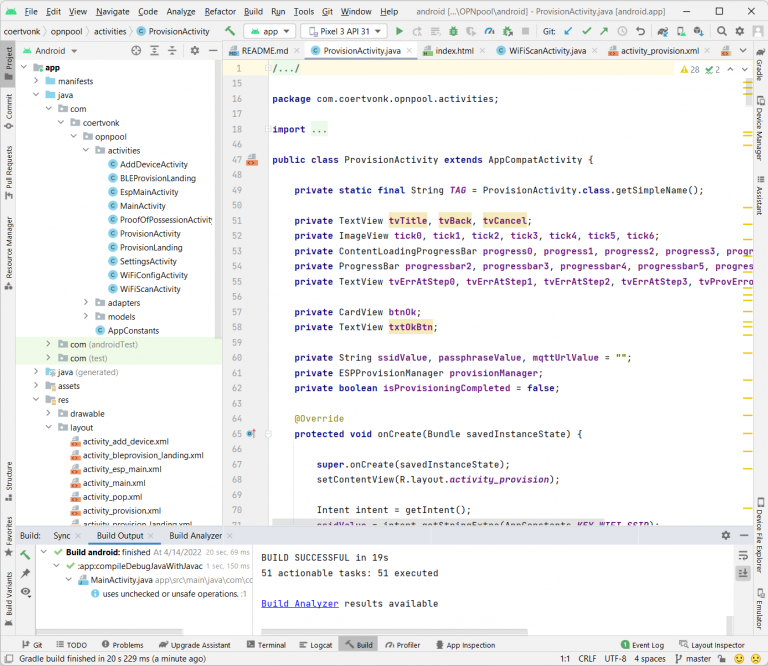 File Edit View Navigate Code Analyze Refactor Build Run Tools Git Window Help android [...\OPNpool\android] - ProvisionActivity.java [android.app]
coertvonk opnpool activities ProvisionActivity app Pixel 3 API 31 Git:
Android
README.md ProvisionActivity.java index.html WiFiScanActivity.java activity_provision.xml
Project
Commit
Pull Requests
Resource Manager
Structure
Favorites
Build Variants
app
manifests
java
com
coertvonk
opnpool
activities
AddDeviceActivity
BLEProvisionLanding
EspMainActivity
MainActivity
ProofOfPossessionActivity
ProvisionActivity
ProvisionLanding
SettingsActivity
WiFiConfigActivity
WiFiScanActivity
adapters
models
AppConstants
com (androidTest)
com (test)
java (generated)
assets
res
drawable
layout
activity_add_device.xml
activity_bleprovision_landing.xml
activity_esp_main.xml
activity_main.xml
activity_pop.xml
activity_provision.xml
activity_provision_landing.xml
28 2
1 /.../
15
16 package com.coertvonk.opnpool.activities;
17
18 import ...
46
47 public class ProvisionActivity extends AppCompatActivity {
48
49 private static final String TAG = ProvisionActivity.class.getSimpleName();
50
51 private TextView tvTitle, tvBack, tvCancel;
52 private ImageView tick0, tick1, tick2, tick3, tick4, tick5, tick6;
53 private ContentLoadingProgressBar progress0, progress1, progress2, progress3, progr
54 private ProgressBar progressbar2, progressbar3, progressbar4, progressbar5, progres
55 private TextView tvErrAtStep0, tvErrAtStep1, tvErrAtStep2, tvErrAtStep3, tvProvErro
56
57 private CardView btnOk;
58 private TextView txtOkBtn;
59
60 private String ssidValue, passphraseValue, mqttUrlValue = "";
61 private ESPProvisionManager provisionManager;
62 private boolean isProvisioningCompleted = false;
63
64 @Override
65 protected void onCreate(Bundle savedInstanceState) {
66
67 super.onCreate(savedInstanceState);
68 setContentView(R.layout.activity_provision);
69
70 Intent intent = getIntent();
71 ssidValue = intent.getStringExtra(AppConstants.KEY_WIFI_SSID);
Gradle
Device Manager
Assistant
Device File Explorer
Emulator
Build: Sync Build Output Build Analyzer
Build android: finished At 4/14/2022 20 sec, 69 ms
:app:compileDebugJavaWithJavac 1 sec, 150 ms
MainActivity.java app\src\main\java\com\co
uses unchecked or unsafe operations. :1
BUILD SUCCESSFUL in 19s
51 actionable tasks: 51 executed
Build Analyzer results available
Git TODO Problems Upgrade Assistant Terminal Logcat Build Profiler App Inspection Event Log Layout Inspector
Gradle build finished in 20 s 229 ms (a minute ago) 1:1 CRLF UTF-8 4 spaces master